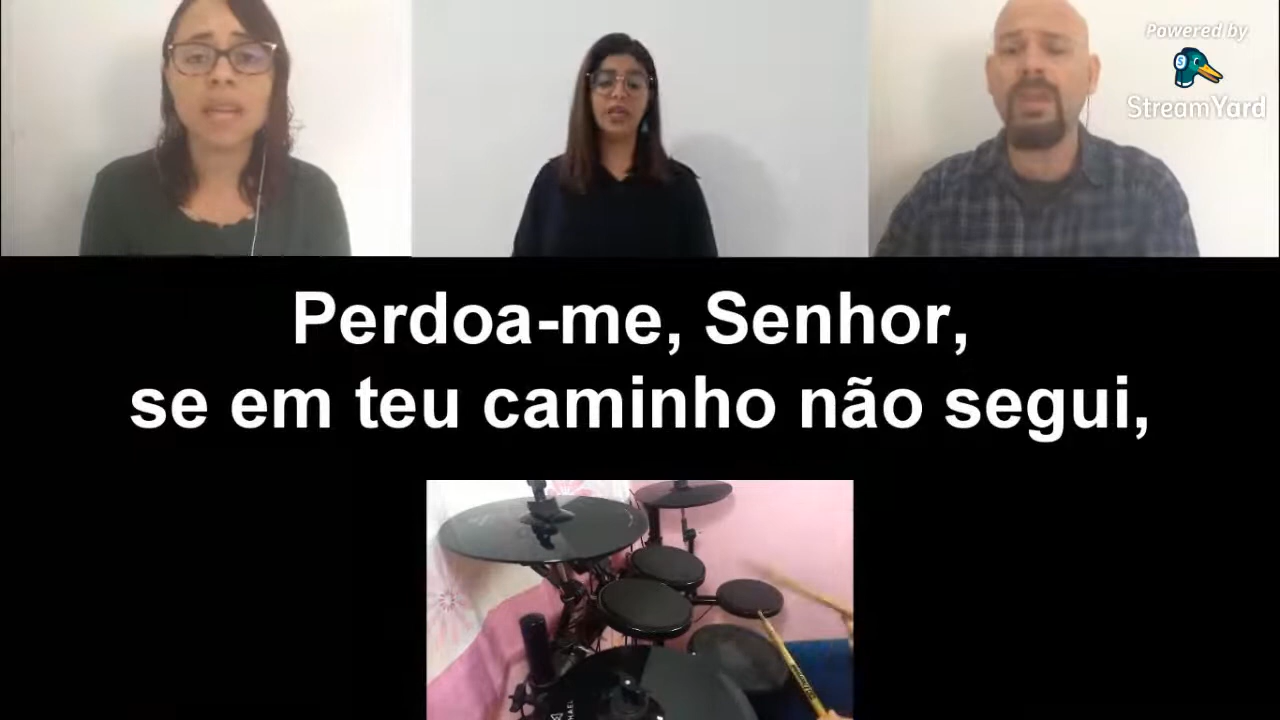 Powered by
StreamYard
Perdoa-me, Senhor,
se em teu caminho não segui,